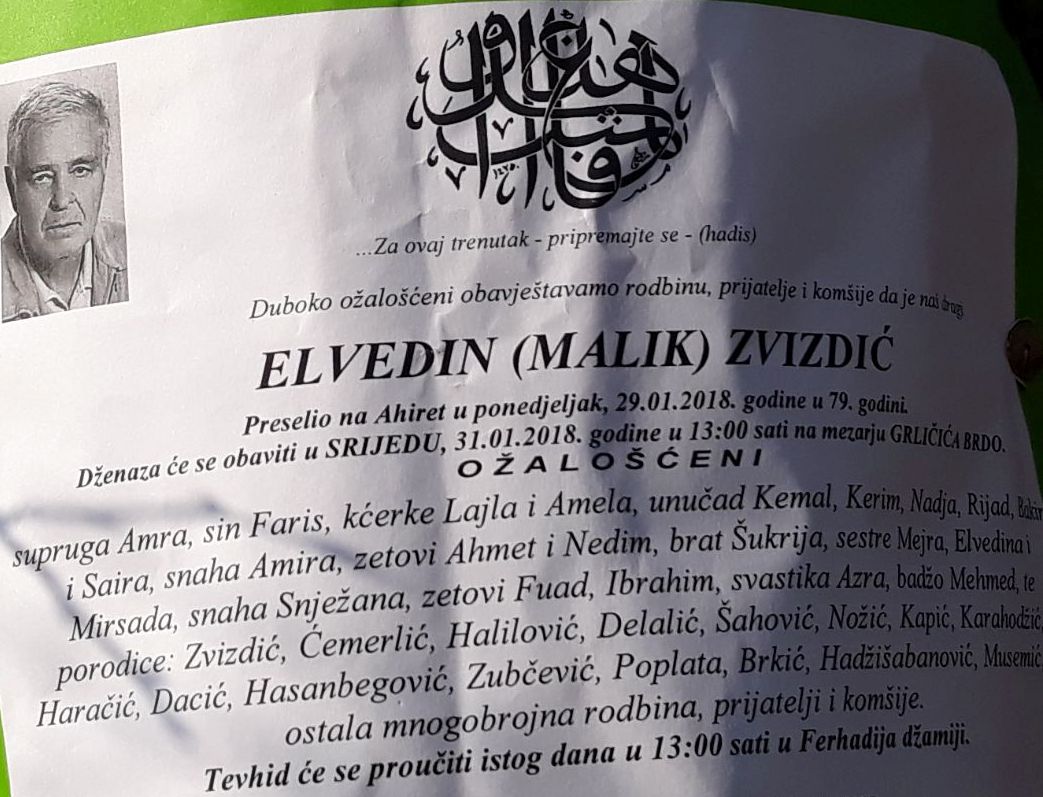 ...Za ovaj trenutak - pripremajte se - (hadis)
Duboko ožalošćeni obavještavamo rodbinu, prijatelje i komšije da je naš dragi
ELVEDIN (MALIK) ZVIZDIĆ
Preselio na Ahiret u ponedjeljak, 29.01.2018. godine u 79. godini.
Dženaza će se obaviti u SRIJEDU, 31.01.2018. godine u 13:00 sati na mezarju GRLIČIĆA BRDO.
OŽALOŠĆENI
supruga Amra, sin Faris, kćerke Lajla i Amela, unučad Kemal, Kerim, Nadja, Rijad,
i Saira, snaha Amira, zetovi Ahmet i Nedim, brat Šukrija, sestre Mejra, Elvedina i
Mirsada, snaha Snježana, zetovi Fuad, Ibrahim, svastika Azra, badžo Mehmed, te
porodice: Zvizdić, Ćemerlić, Halilović, Delalić, Šahović, Nožić, Kapić, Karahodžić,
Haračić, Dacić, Hasanbegović, Zubčević, Poplata, Brkić, Hadžišabanović, Musemić
ostala mnogobrojna rodbina, prijatelji i komšije.
Tevhid će se proučiti istog dana u 13:00 sati u Ferhadija džamiji.